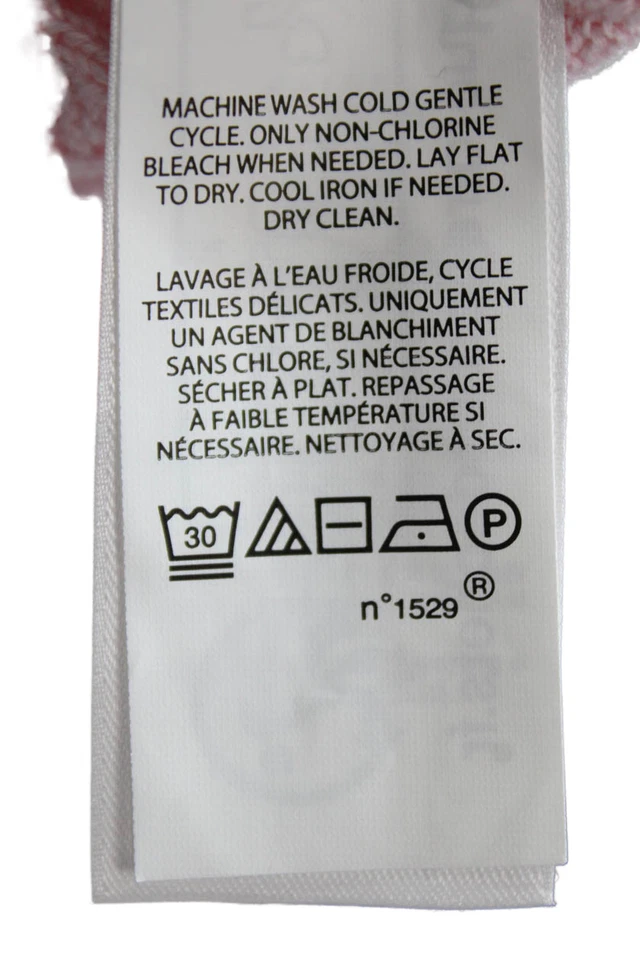 MACHINE WASH COLD GENTLE
CYCLE. ONLY NON-CHLORINE
BLEACH WHEN NEEDED. LAY FLAT
TO DRY. COOL IRON IF NEEDED.
DRY CLEAN.
LAVAGE À L'EAU FROIDE, CYCLE
TEXTILES DÉLICATS. UNIQUEMENT
UN AGENT DE BLANCHIMENT
SANS CHLORE, SI NÉCESSAIRE.
SÉCHER À PLAT. REPASSAGE
À FAIBLE TEMPÉRATURE SI
NÉCESSAIRE. NETTOYAGE À SEC.
30 P
n°1529®